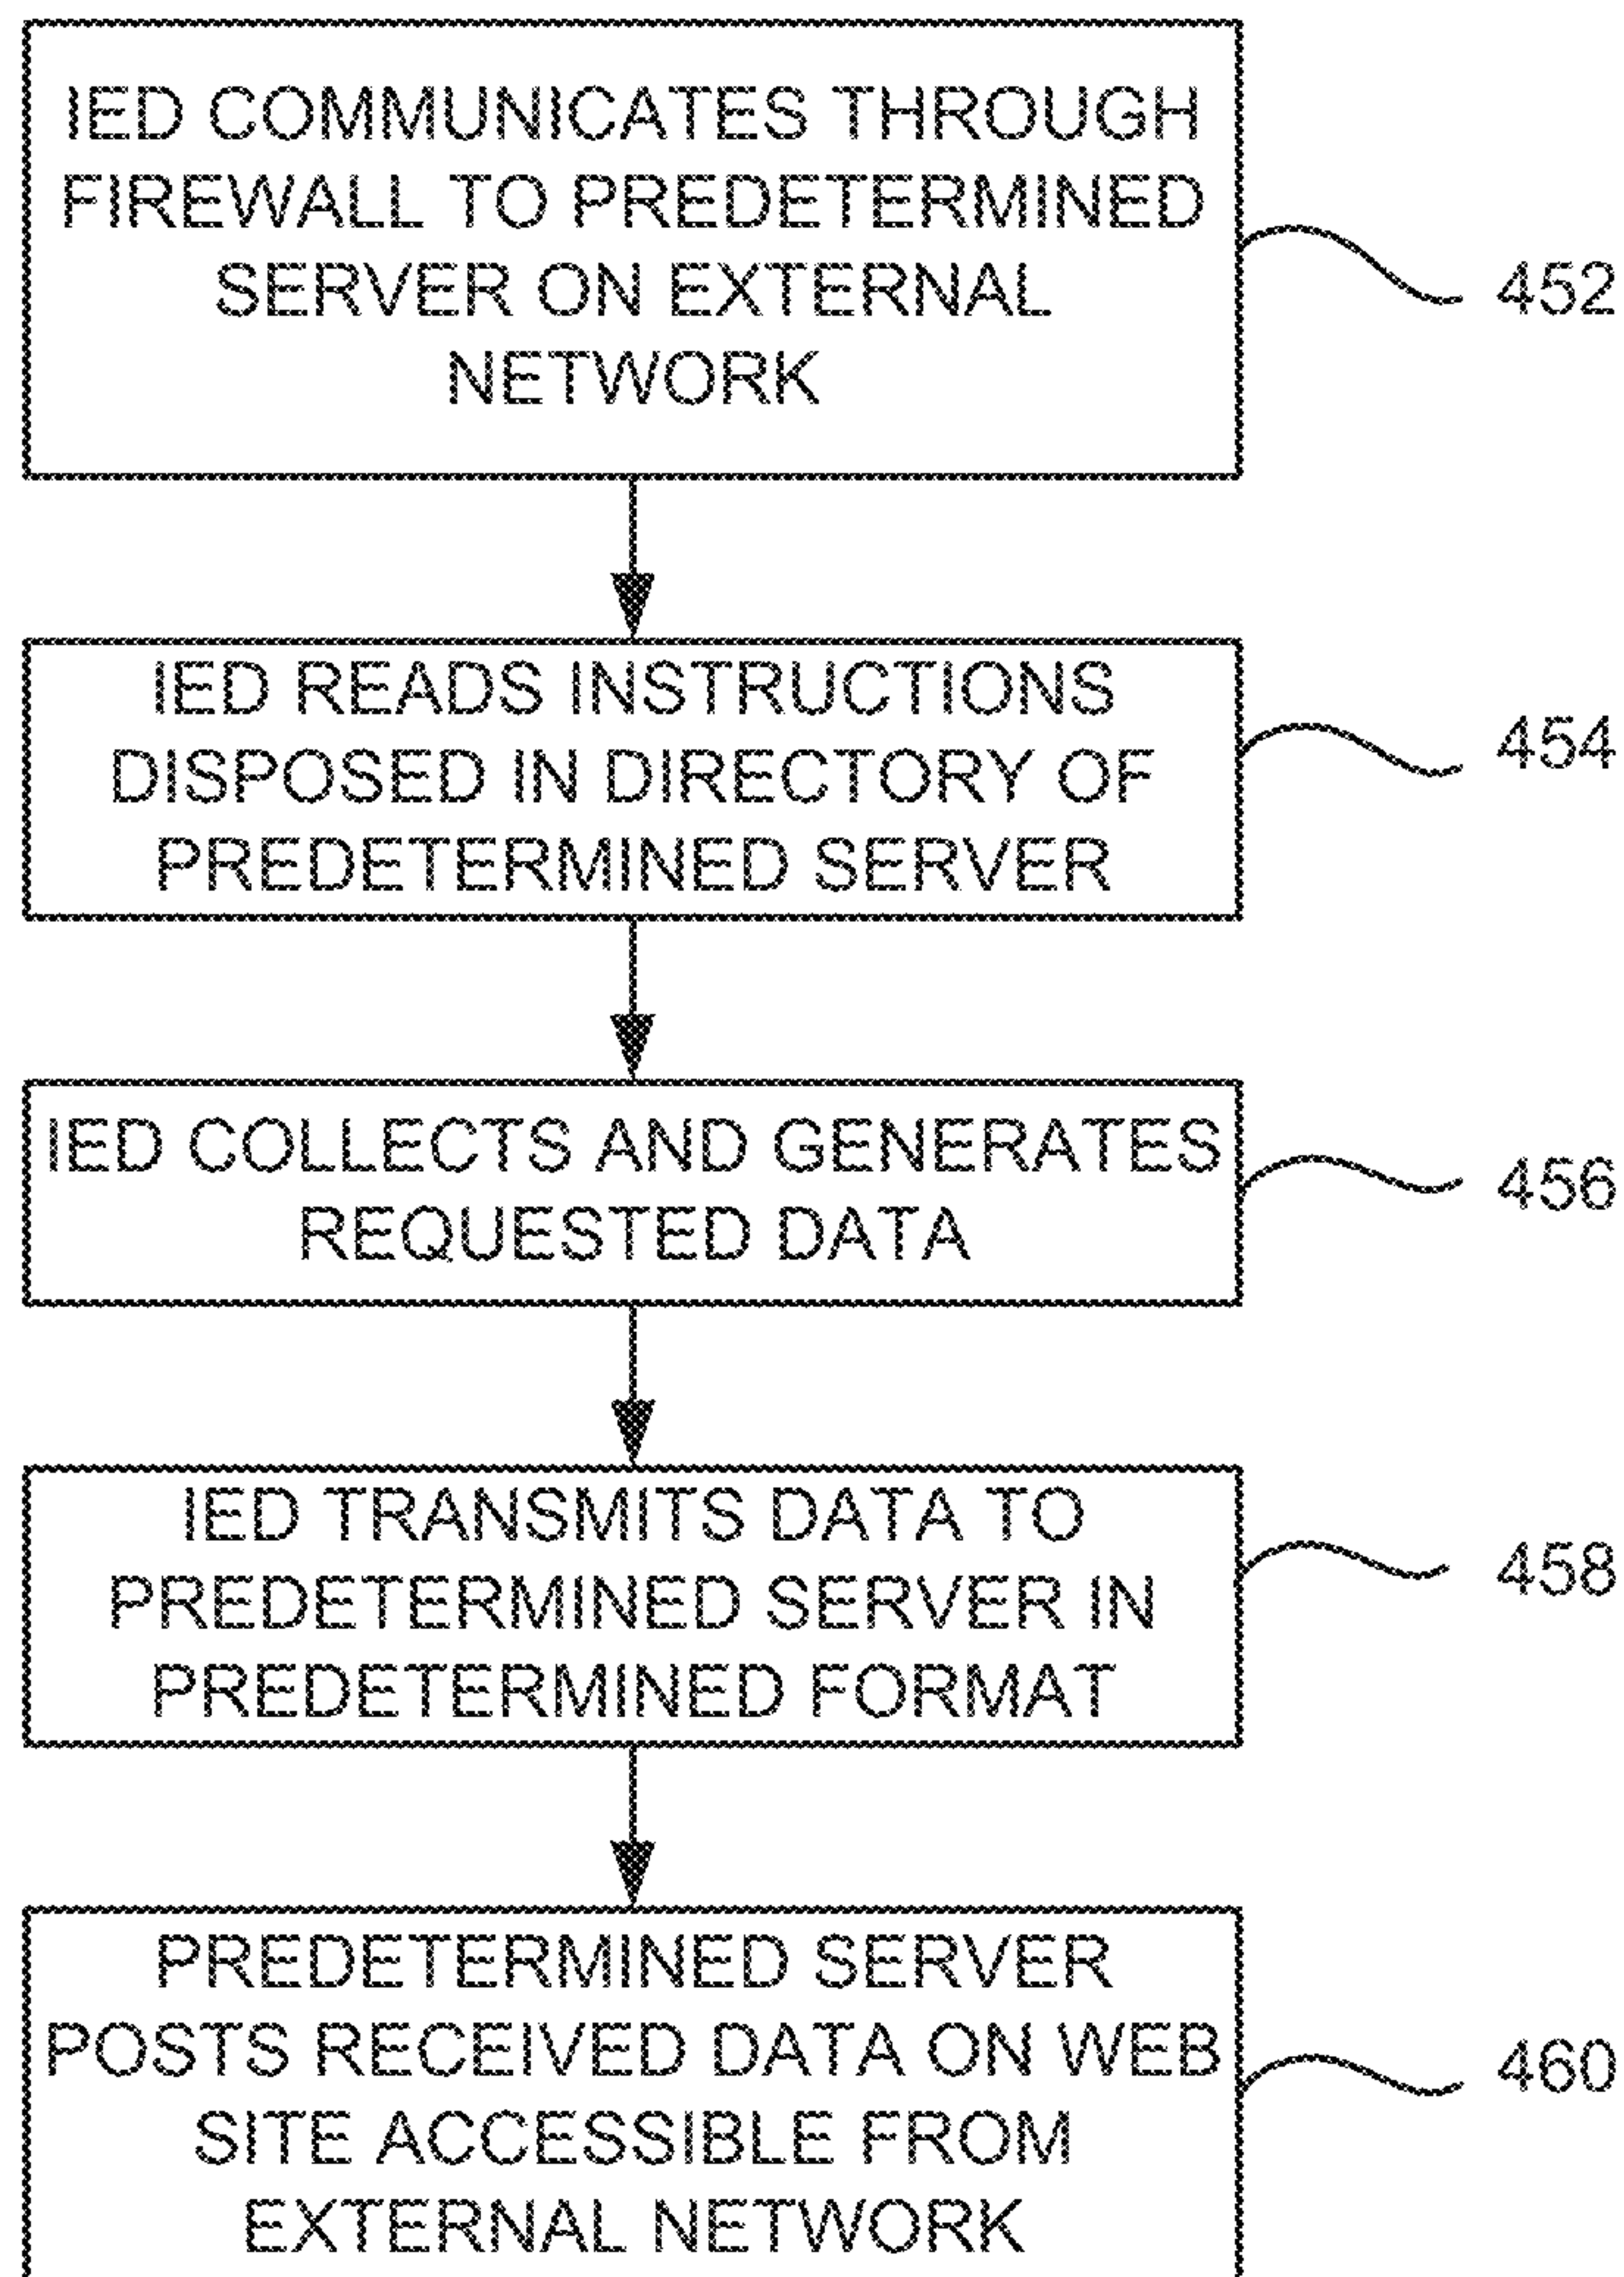 IED COMMUNICATES THROUGH
FIREWALL TO PREDETERMINED
SERVER ON EXTERNAL
NETWORK
452
IED READS INSTRUCTIONS
DISPOSED IN DIRECTORY OF
PREDETERMINED SERVER
454
IED COLLECTS AND GENERATES
REQUESTED DATA
456
IED TRANSMITS DATA TO
PREDETERMINED SERVER IN
PREDETERMINED FORMAT
458
PREDETERMINED SERVER
POSTS RECEIVED DATA ON WEB
SITE ACCESSIBLE FROM
EXTERNAL NETWORK
460